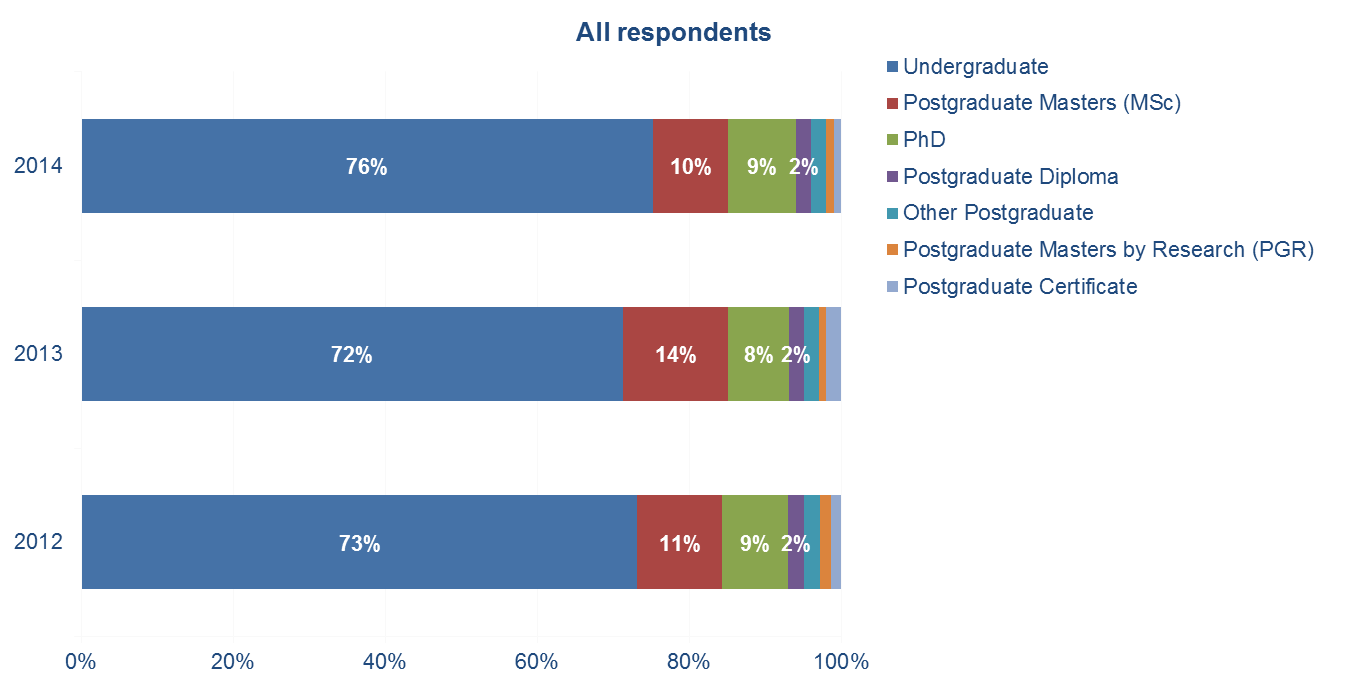 All respondents
Undergraduate
Postgraduate Masters (MSc)
PhD
Postgraduate Diploma
Other Postgraduate
Postgraduate Masters by Research (PGR)
Postgraduate Certificate
2014 76% 10% 9% 2%
2013 72% 14% 8% 2%
2012 73% 11% 9% 2%
0% 20% 40% 60% 80% 100%